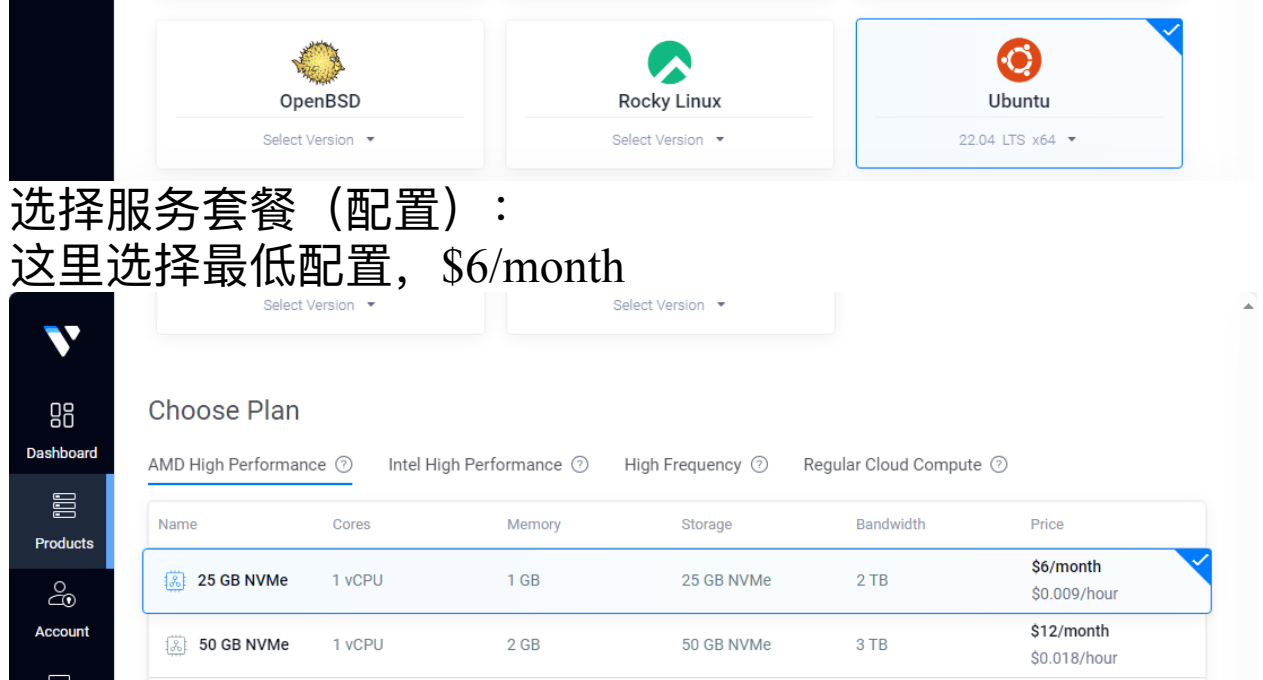 OpenBSD Rocky Linux Ubuntu
Select Version Select Version 22.04 LTS x64
选择服务套餐（配置）：
这里选择最低配置，$6/month
Select Version Select Version
Choose Plan
Dashboard
AMD High Performance ? Intel High Performance ? High Frequency ? Regular Cloud Compute ?
Name Cores Memory Storage Bandwidth Price
Products
25 GB NVMe 1 vCPU 1 GB 25 GB NVMe 2 TB $6/month
$0.009/hour
Account
50 GB NVMe 1 vCPU 2 GB 50 GB NVMe 3 TB $12/month
$0.018/hour